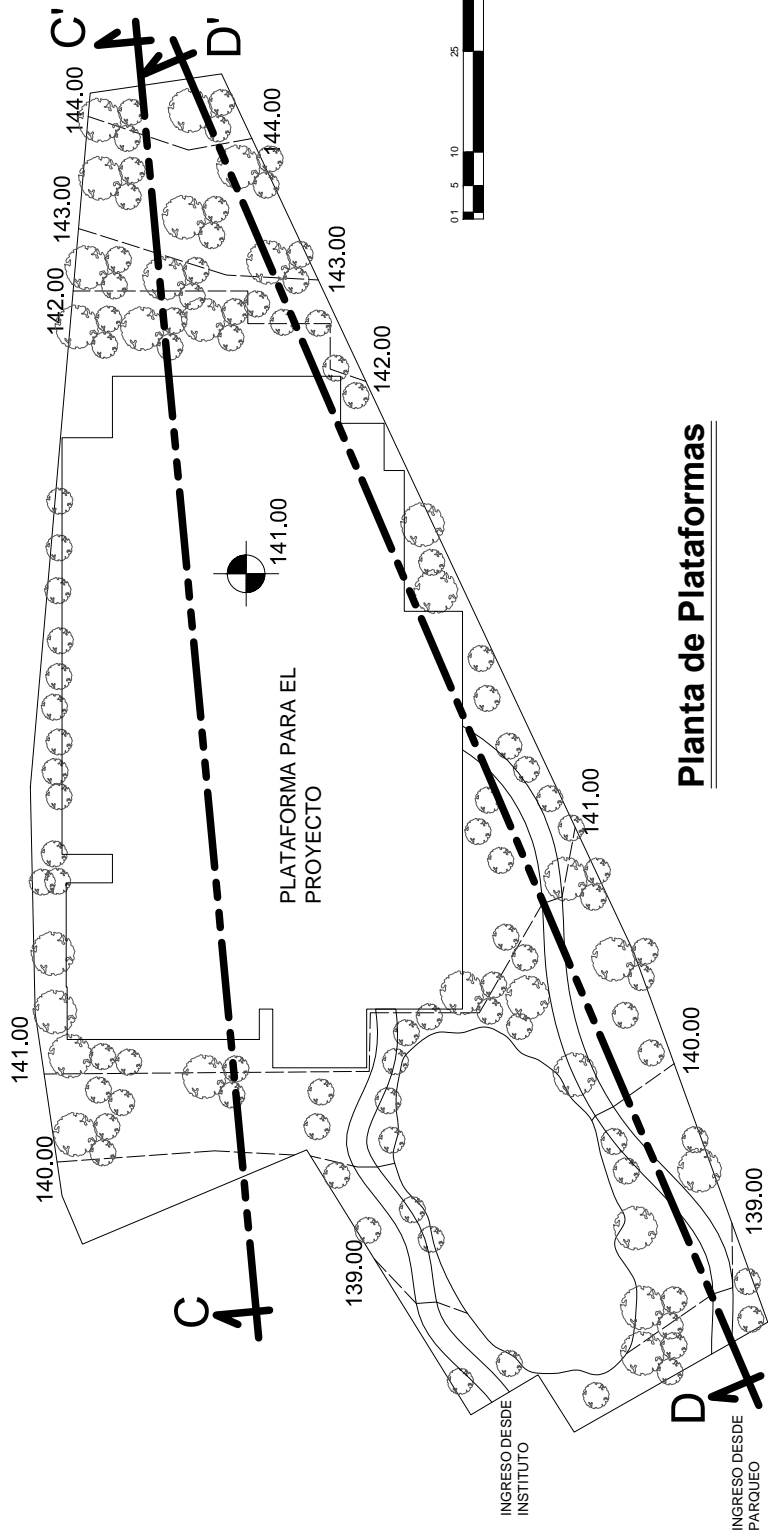 C'
D'
144.00
144.00
143.00
143.00
142.00
142.00
141.00
PLATAFORMA PARA EL
PROYECTO
141.00
141.00
140.00
140.00
139.00
139.00
C
D
INGRESO DESDE
INSTITUTO
INGRESO DESDE
PARQUEO
0 1 5 10 25
Planta de Plataformas